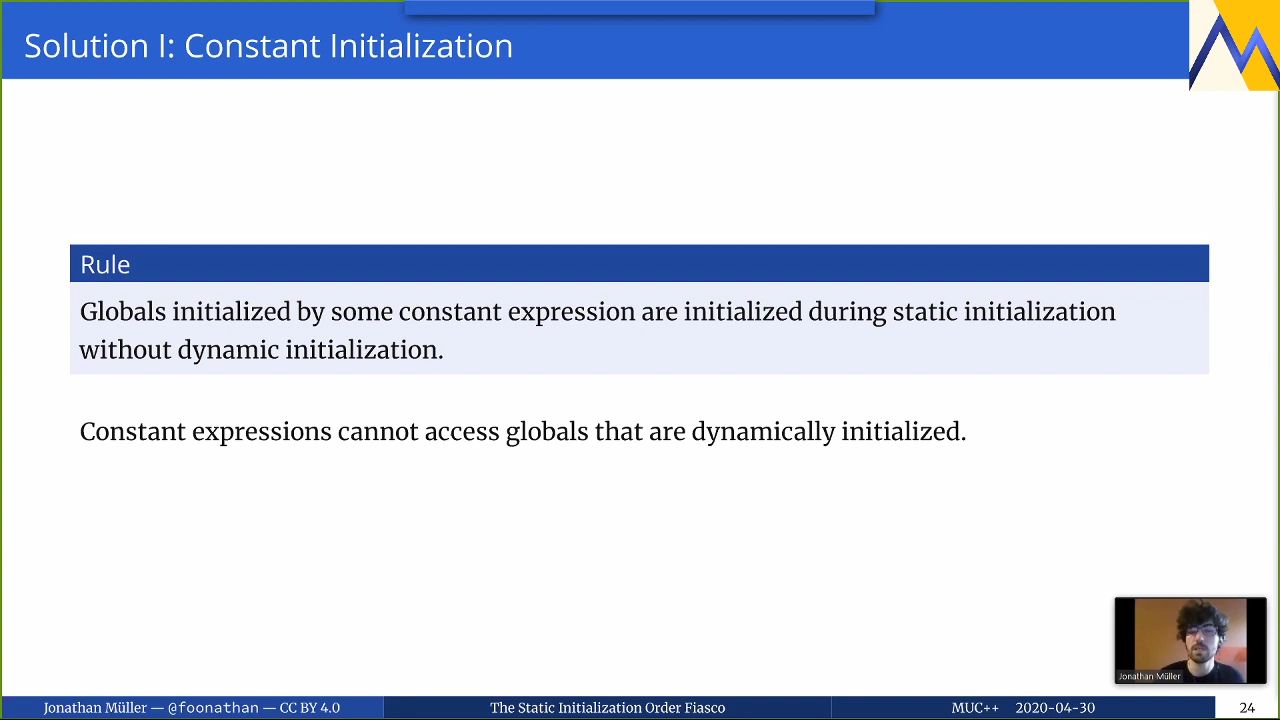 Solution I: Constant Initialization
Rule
Globals initialized by some constant expression are initialized during static initialization
without dynamic initialization.
Constant expressions cannot access globals that are dynamically initialized.
Jonathan Müller
Jonathan Müller — @foonathan — CC BY 4.0
The Static Initialization Order Fiasco
MUC++ 2020-04-30
24